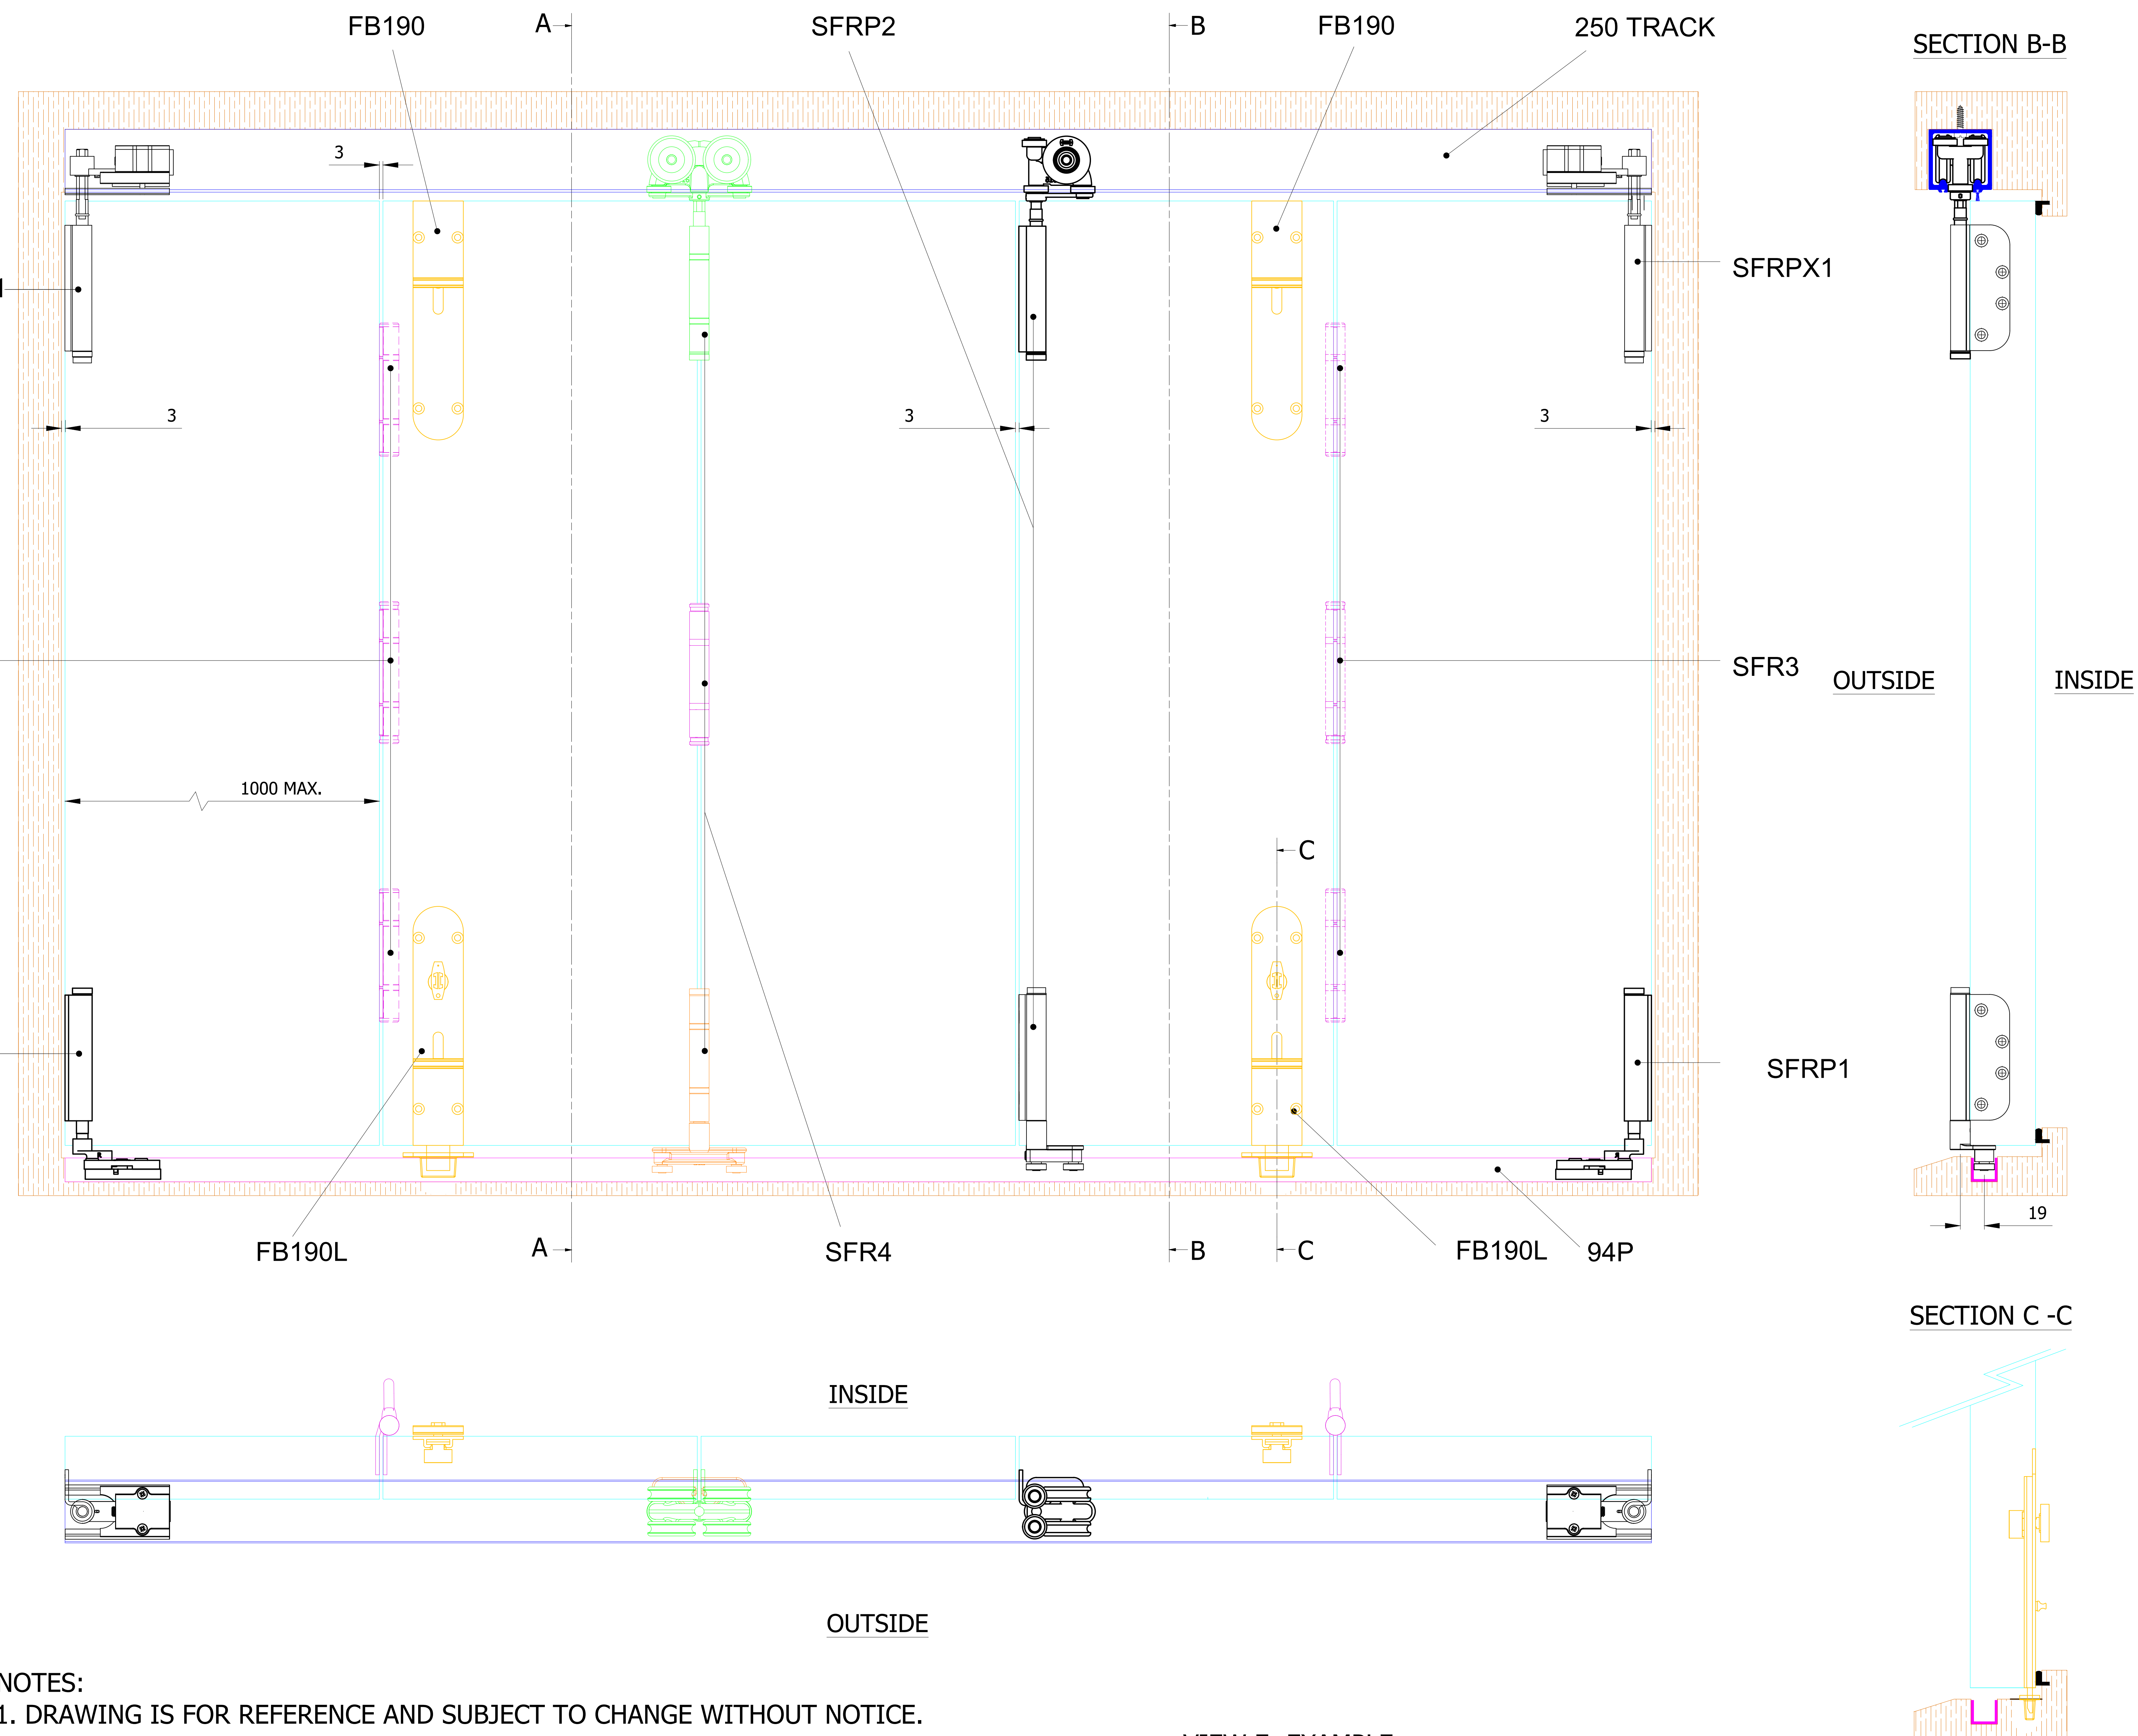 FB190
A
SFRP2
B
FB190
250 TRACK
SECTION B-B
3
SFRPX1
3
3
3
SFR3
OUTSIDE
INSIDE
1000 MAX.
C
SFRP1
19
FB190L
A
SFR4
B
C
FB190L
94P
SECTION C -C
INSIDE
OUTSIDE
NOTES:
1. DRAWING IS FOR REFERENCE AND SUBJECT TO CHANGE WITHOUT NOTICE.